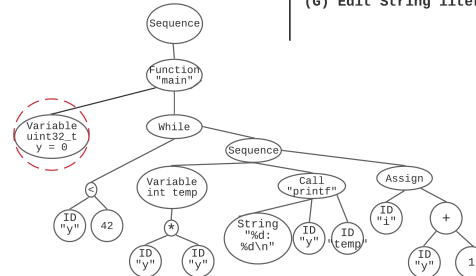 (G) Edit String liter
Sequence
Function
"main"
Variable
uint32_t
y = 0
While
Sequence
<
Variable
int temp
Call
"printf"
Assign
ID
"y"
42
*
String
"%d:
%d\n"
ID
"y"
ID
"temp"
ID
"i"
+
ID
"y"
ID
"y"
ID
"y"
1